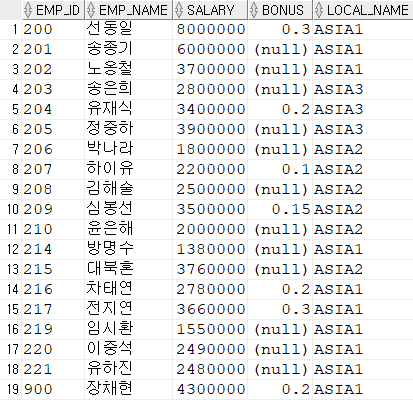 EMP_ID EMP_NAME SALARY BONUS LOCAL_NAME
1 200 선동일 8000000 0.3 ASIA1
2 201 송종기 6000000 (null) ASIA1
3 202 노옹철 3700000 (null) ASIA1
4 203 송은희 2800000 (null) ASIA3
5 204 유재식 3400000 0.2 ASIA3
6 205 정중하 3900000 (null) ASIA3
7 206 박나라 1800000 (null) ASIA2
8 207 하이유 2200000 0.1 ASIA2
9 208 김해술 2500000 (null) ASIA2
10 209 심봉선 3500000 0.15 ASIA2
11 210 윤은해 2000000 (null) ASIA2
12 214 방명수 1380000 (null) ASIA1
13 215 대북혼 3760000 (null) ASIA2
14 216 차태연 2780000 0.2 ASIA1
15 217 전지연 3660000 0.3 ASIA1
16 219 임시환 1550000 (null) ASIA1
17 220 이중석 2490000 (null) ASIA1
18 221 유하진 2480000 (null) ASIA1
19 900 장채현 4300000 0.2 ASIA1